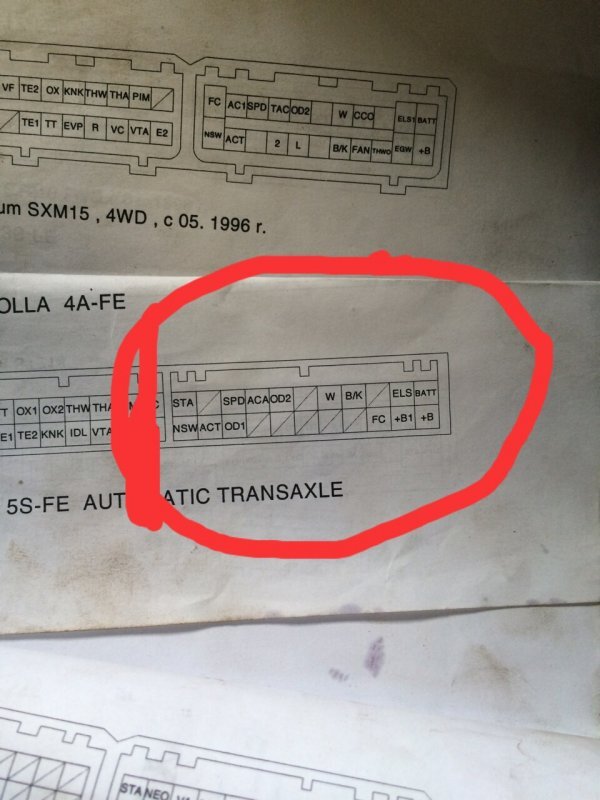 VF TE2 OX KNK THW THA PIM
FC AC1 SPD TAC OD2 W CCO ELS1 BATT
TE1 TT EVP R VC VTA E2
NSW ACT 2 L B/K FAN THWO EGW +B
um SXM15 , 4WD , c 05. 1996 г.
OLLA 4A-FE
T OX1 OX2 THW THA
STA SPD ACA OD2 W B/K ELS BATT
E1 TE2 KNK IDL VTA
NSW ACT OD1 FC +B1 +B
5S-FE AUT ATIC TRANSAXLE
STA NEO